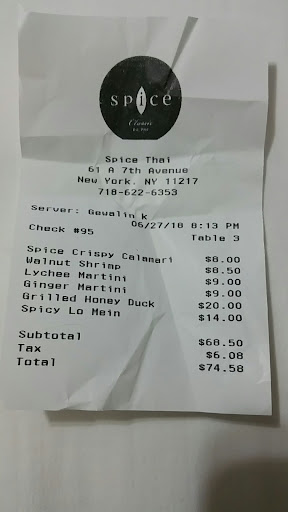 spice
Classic
Spice Thai
61 A 7th Avenue
New York, NY 11217
718-622-6353
Server: Gewalin k
06/27/18 8:13 PM
Check #95
Table 3
Spice Crispy Calamari $8.00
Walnut Shrimp $8.50
Lychee Martini $9.00
Ginger Martini $9.00
Grilled Honey Duck $20.00
Spicy Lo Mein $14.00
Subtotal $68.50
Tax $6.08
Total $74.58